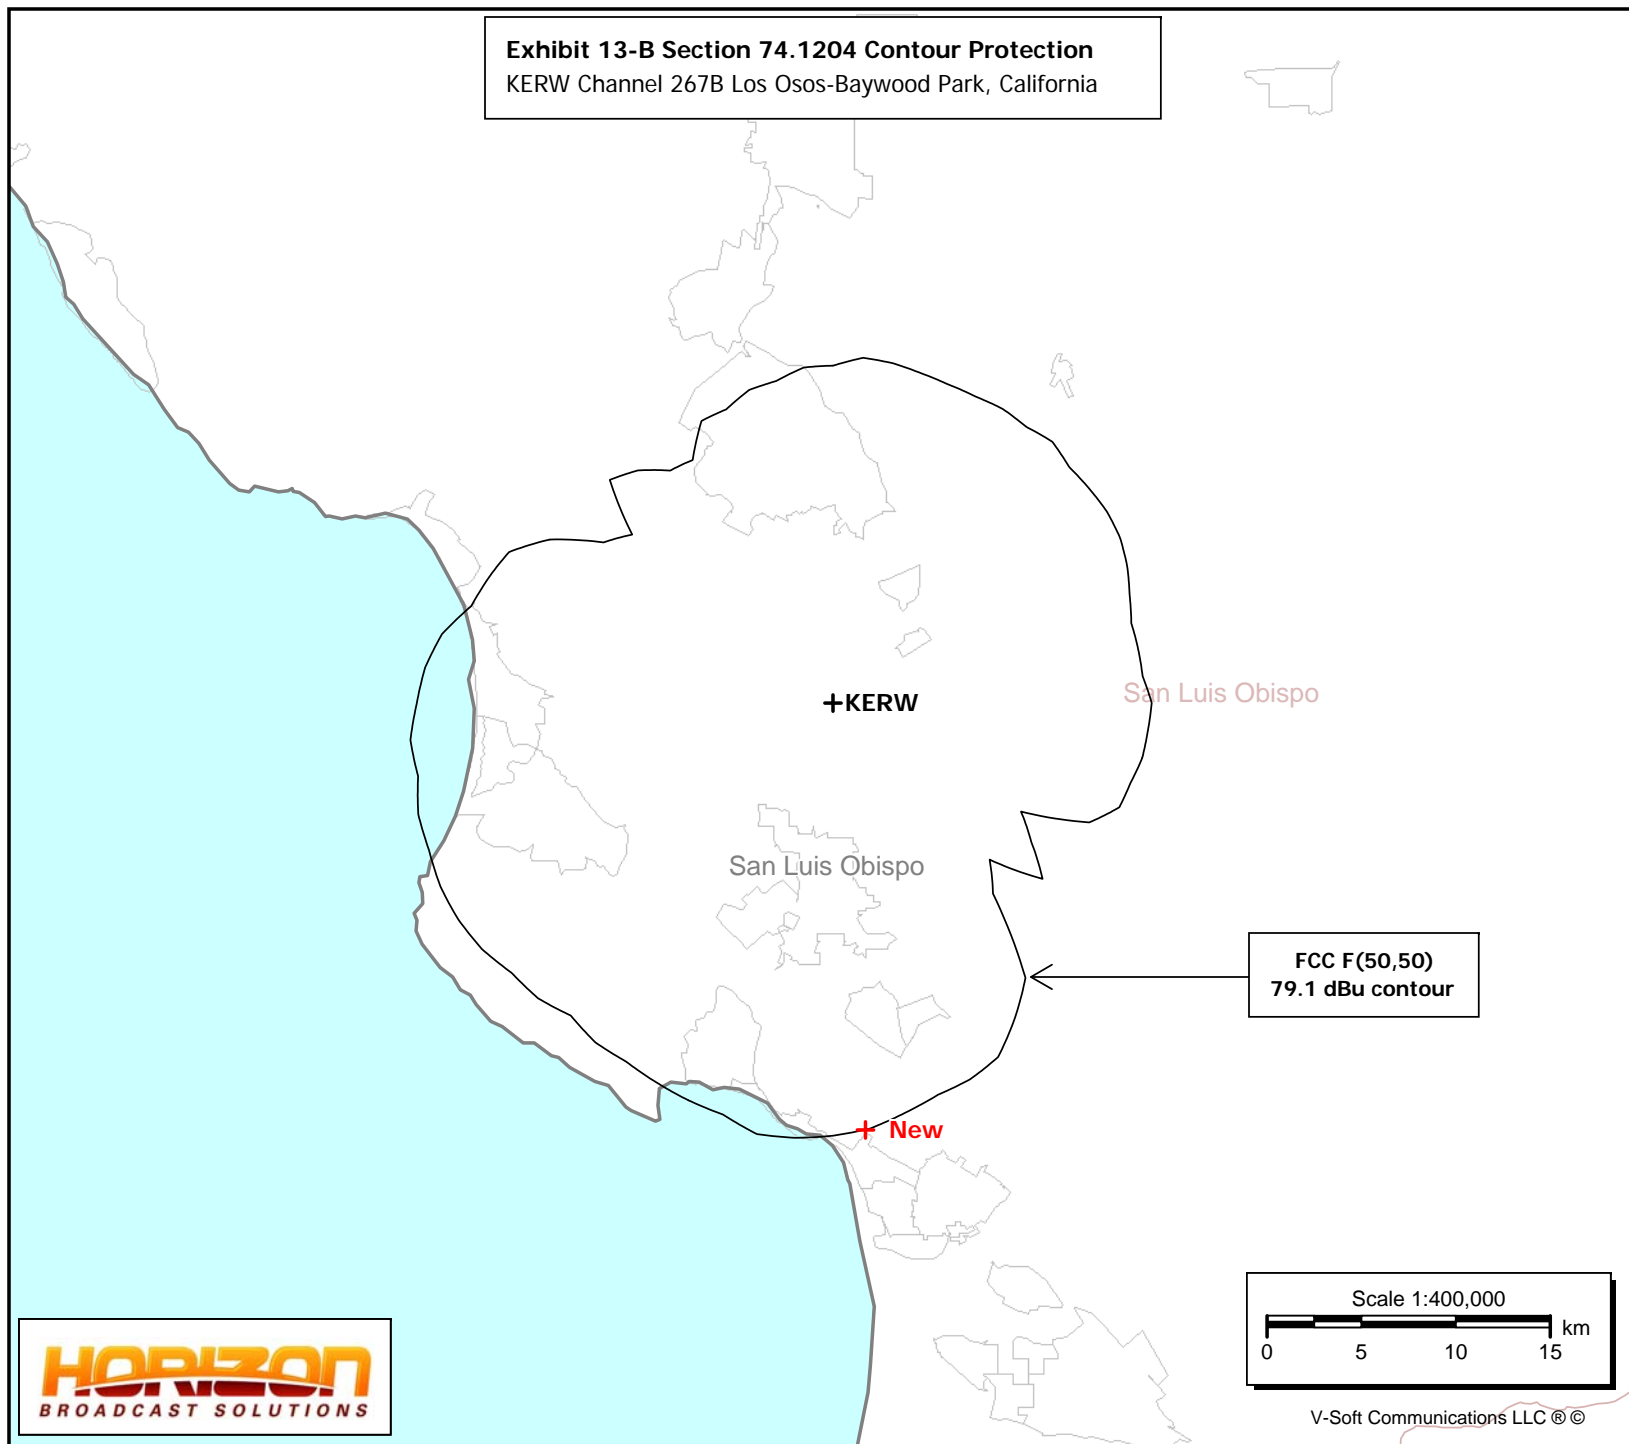 Exhibit 13-B Section 74.1204 Contour Protection
KERW Channel 267B Los Osos-Baywood Park, California
San Luis Obispo
+KERW
San Luis Obispo
FCC F(50,50)
79.1 dBu contour
+ New
Scale 1:400,000
km
0 5 10 15
HORIZON
BROADCAST SOLUTIONS
V-Soft Communications LLC ® ©